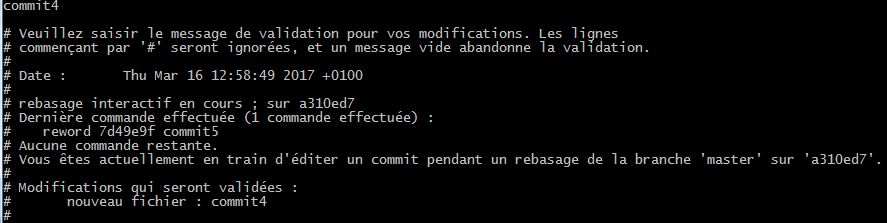 commit4
# Veuillez saisir le message de validation pour vos modifications. Les lignes
# commençant par '#' seront ignorées, et un message vide abandonne la validation.
#
# Date :       Thu Mar 16 12:58:49 2017 +0100
#
# rebasage interactif en cours ; sur a310ed7
# Dernière commande effectuée (1 commande effectuée) :
#    reword 7d49e9f commit5
# Aucune commande restante.
# Vous êtes actuellement en train d'éditer un commit pendant un rebasage de la branche 'master' sur 'a310ed7'.
#
# Modifications qui seront validées :
#       nouveau fichier : commit4
#